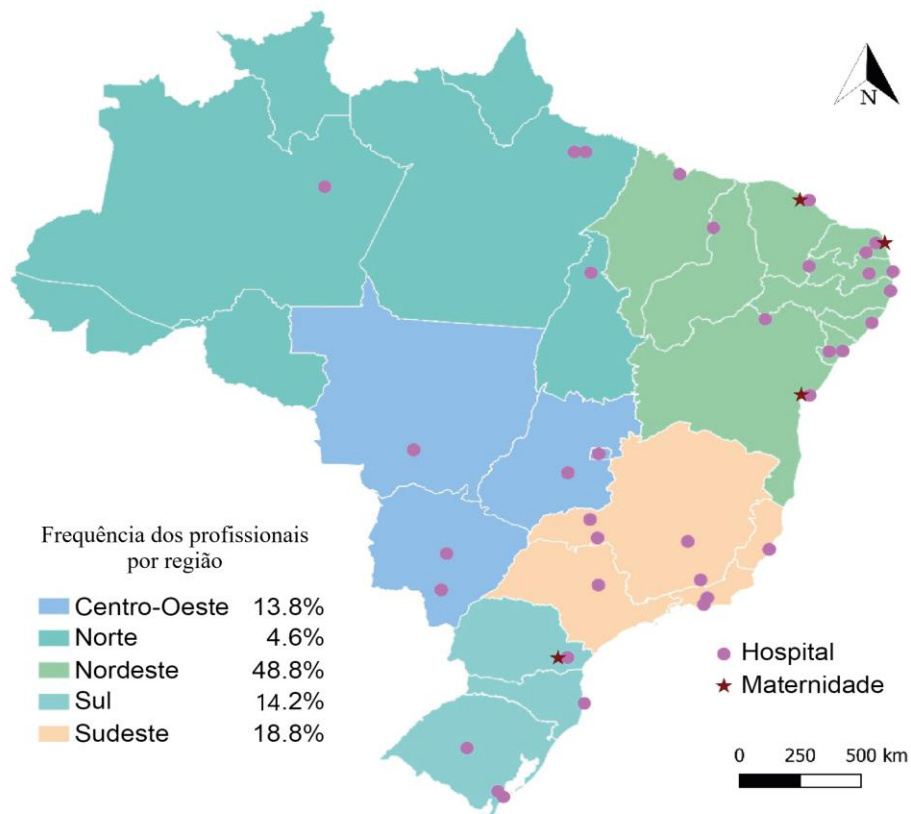 N
Frequência dos profissionais
por região
Centro-Oeste 13.8%
Norte 4.6%
Nordeste 48.8%
Sul 14.2%
Sudeste 18.8%
Hospital
Maternidade
0 250 500 km